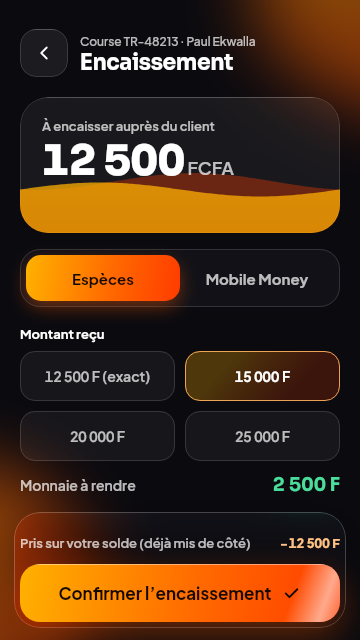 Course TR-48213 · Paul Ekwalla
Encaissement
À encaisser auprès du client
12 500 FCFA
Espèces
Mobile Money
Montant reçu
12 500 F (exact)
15 000 F
20 000 F
25 000 F
Monnaie à rendre
2 500 F
Pris sur votre solde (déjà mis de côté)
-12 500 F
Confirmer l'encaissement